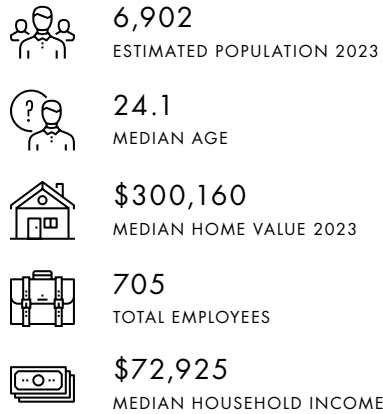 6,902
ESTIMATED POPULATION 2023
?
24.1
MEDIAN AGE
$300,160
MEDIAN HOME VALUE 2023
705
TOTAL EMPLOYEES
$72,925
MEDIAN HOUSEHOLD INCOME